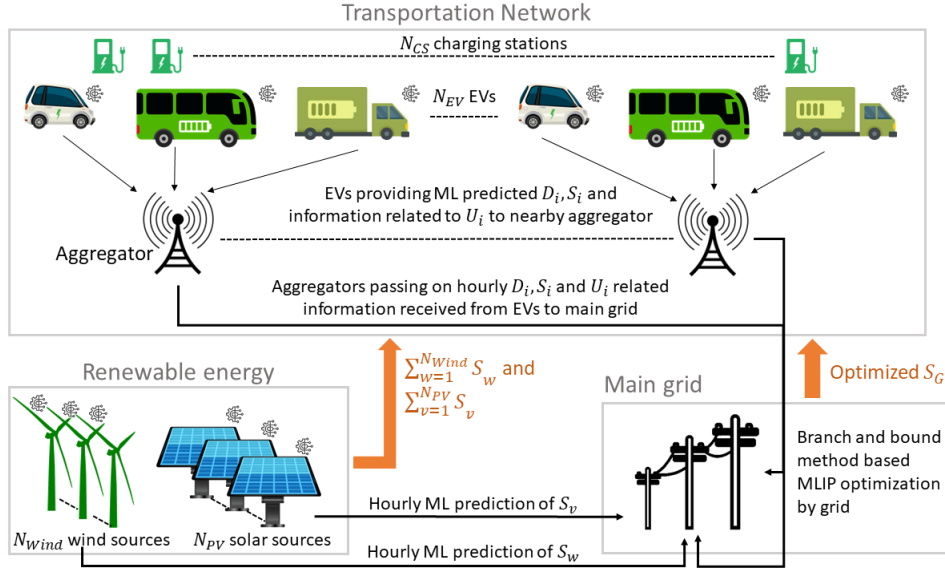 Transportation Network
N_CS charging stations
N_EV EVs
EVs providing ML predicted D_i, S_i and
information related to U_i to nearby aggregator
Aggregator
Aggregators passing on hourly D_i, S_i and U_i related
information received from EVs to main grid
Renewable energy
∑_{w=1}^{N_Wind} S_w and
∑_{v=1}^{N_PV} S_v
Main grid
Optimized S_G
Branch and bound
method based
MLIP optimization
by grid
Hourly ML prediction of S_v
N_Wind wind sources
N_PV solar sources
Hourly ML prediction of S_w